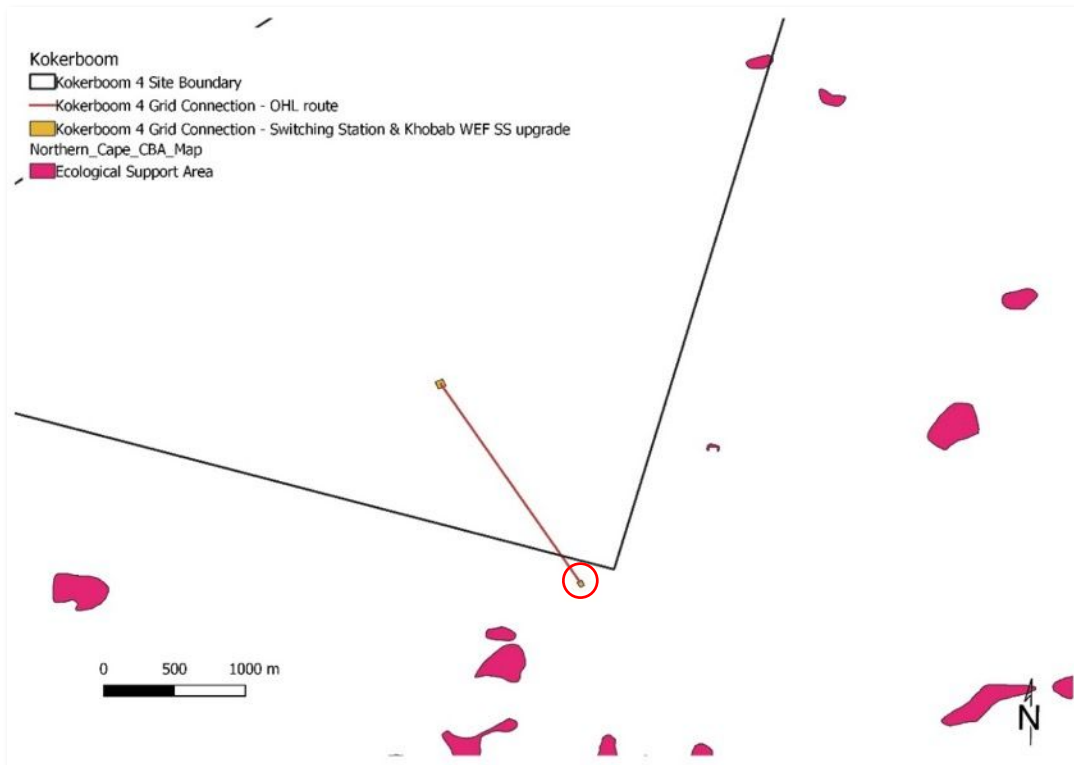 Kokerboom
Kokerboom 4 Site Boundary
Kokerboom 4 Grid Connection - OHL route
Kokerboom 4 Grid Connection - Switching Station & Khobab WEF SS upgrade
Northern_Cape_CBA_Map
Ecological Support Area
0 500 1000 m
N